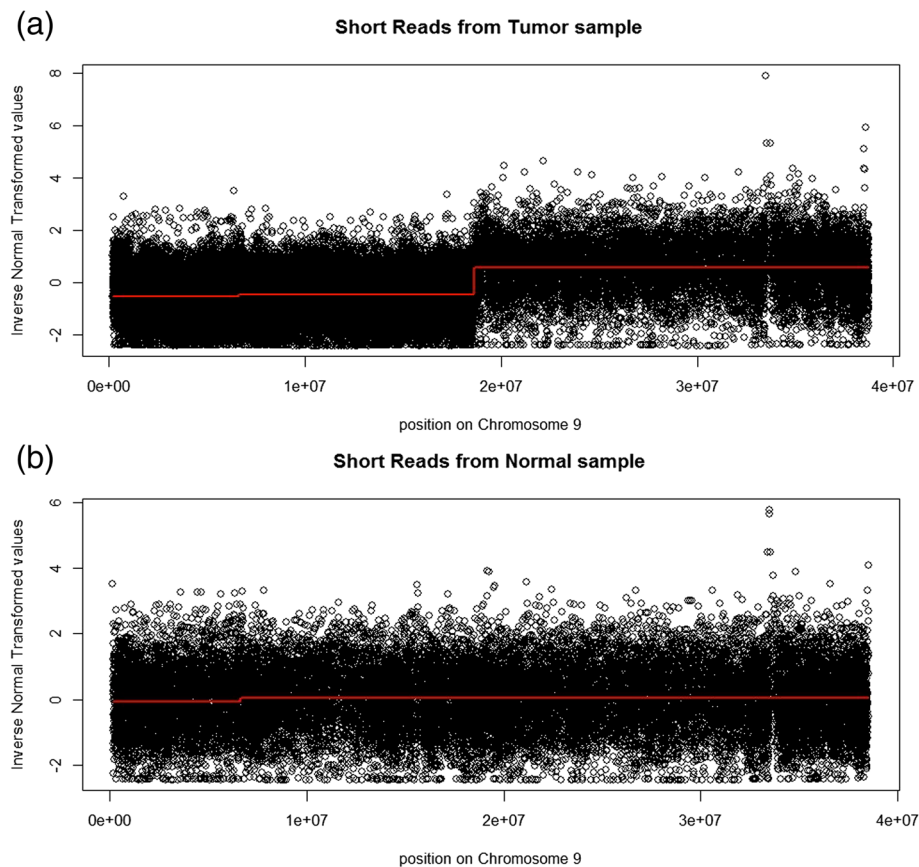 (a)
Short Reads from Tumor sample
Inverse Normal Transformed values
8
6
4
2
0
-2
0e+00 1e+07 2e+07 3e+07 4e+07
position on Chromosome 9
(b)
Short Reads from Normal sample
Inverse Normal Transformed values
6
4
2
0
-2
0e+00 1e+07 2e+07 3e+07 4e+07
position on Chromosome 9